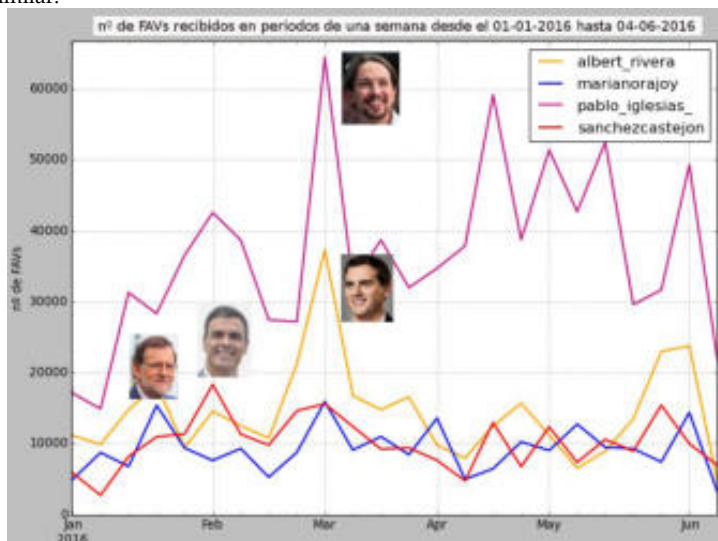 nº de FAVs recibidos en periodos de una semana desde el 01-01-2016 hasta 04-06-2016
albert_rivera
marianorajoy
pablo_iglesias_
sanchezcastejon
nº de FAVs
60000
50000
40000
30000
20000
10000
0
Jan Feb Mar Apr May Jun
2016